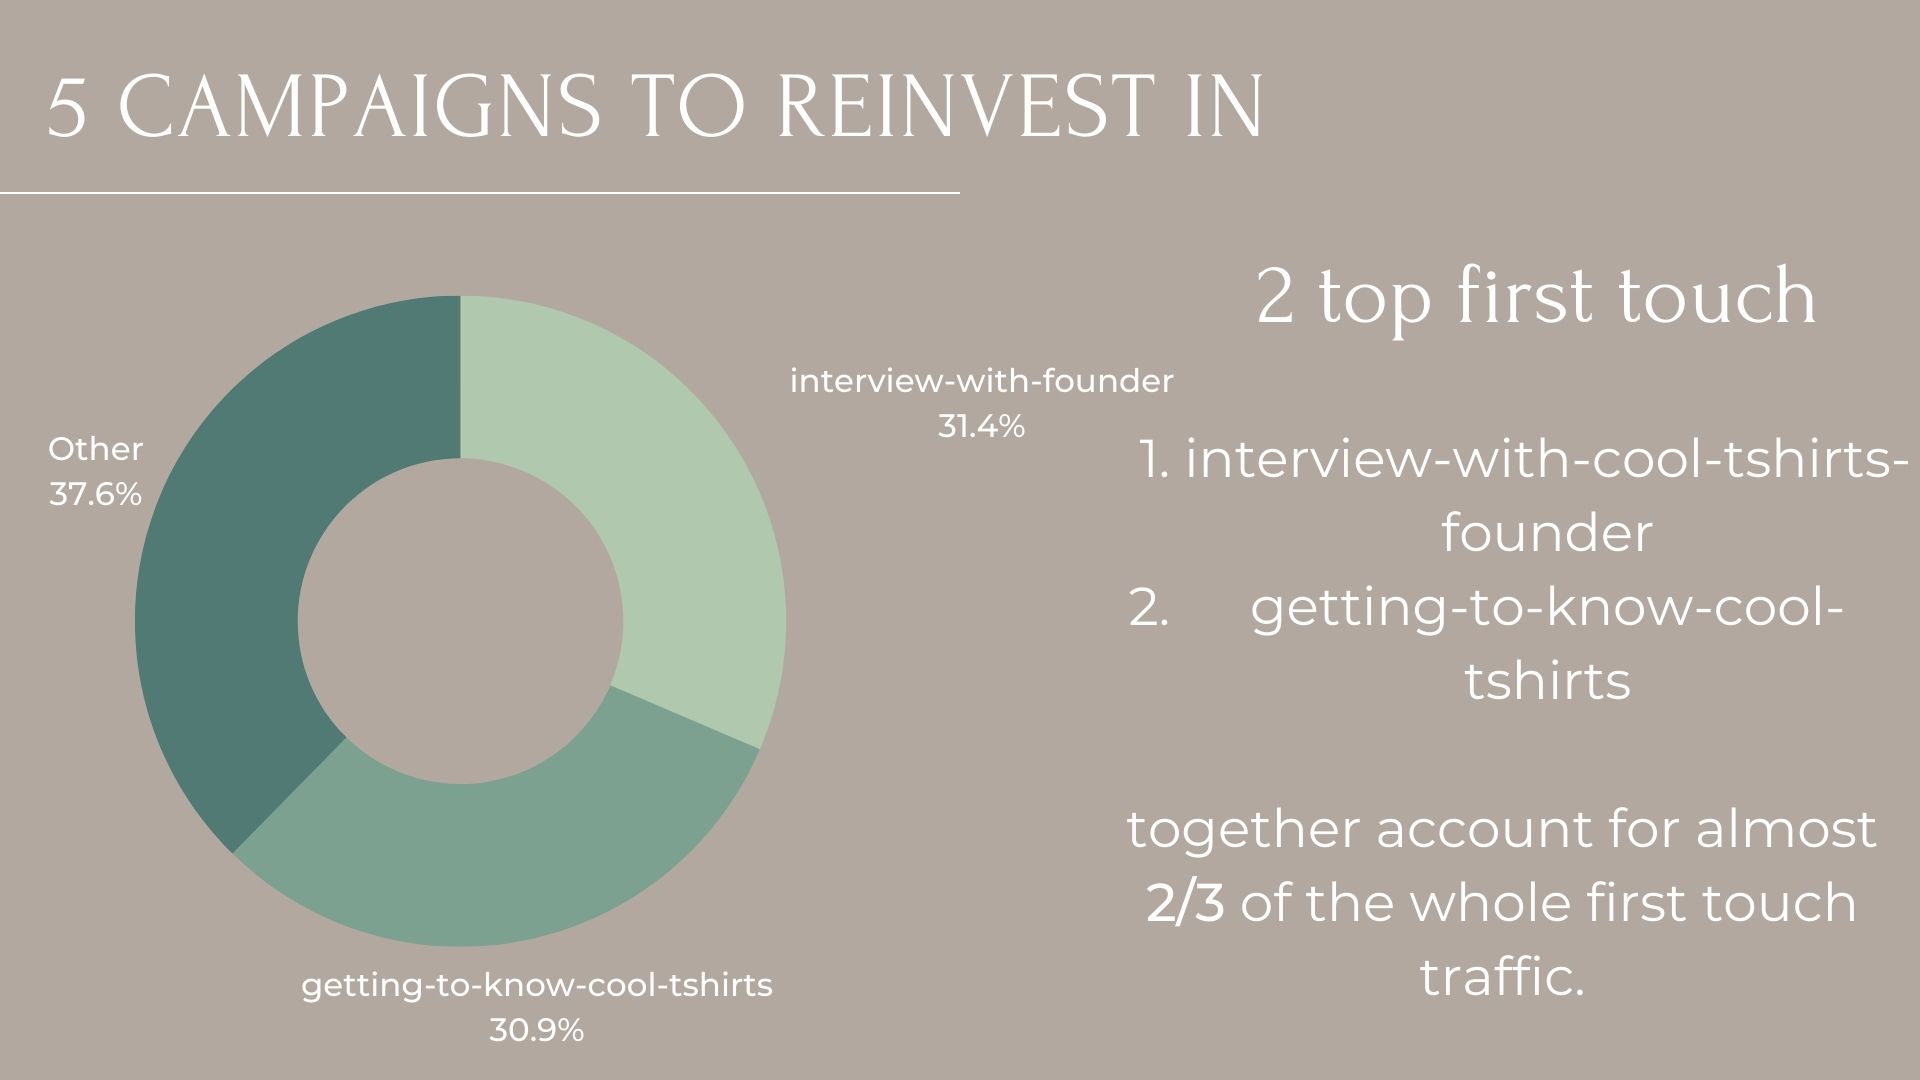 5 CAMPAIGNS TO REINVEST IN
Other
37.6%
interview-with-founder
31.4%
getting-to-know-cool-tshirts
30.9%
2 top first touch
1. interview-with-cool-tshirts-
founder
2. getting-to-know-cool-
tshirts
together account for almost
2/3 of the whole first touch
traffic.